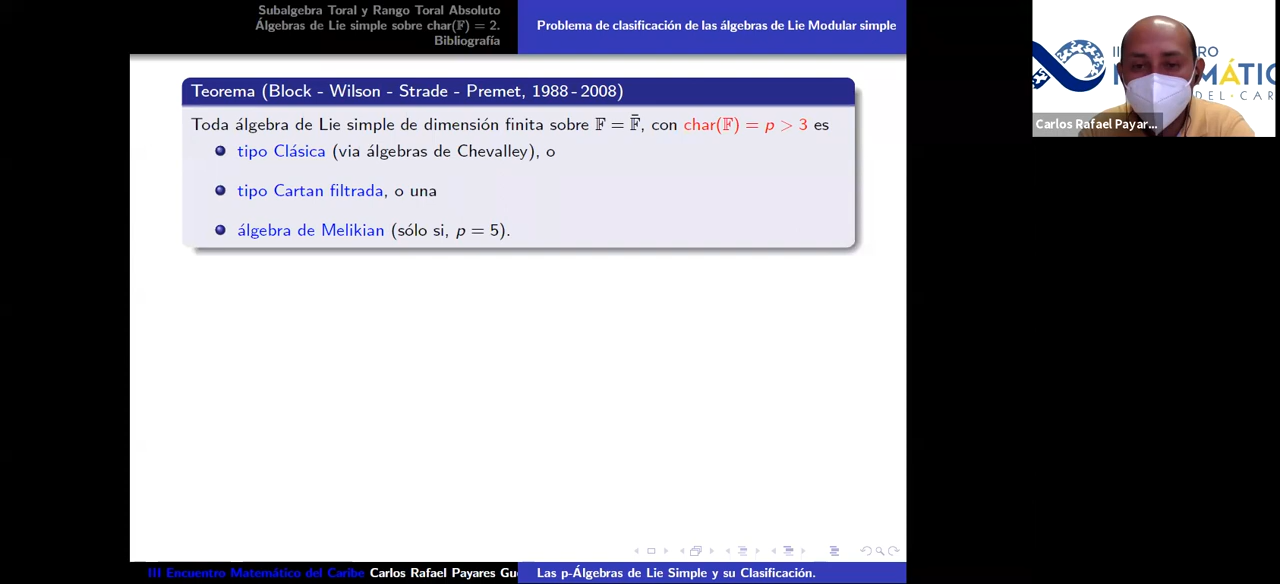 Subalgebra Toral y Rango Toral Absoluto
Álgebras de Lie simple sobre char(𝔽) = 2.
Bibliografía
Problema de clasificación de las álgebras de Lie Modular simple
Teorema (Block - Wilson - Strade - Premet, 1988 - 2008)
Toda álgebra de Lie simple de dimensión finita sobre 𝔽 = 𝔽̄, con char(𝔽) = p > 3 es
tipo Clásica (via álgebras de Chevalley), o
tipo Cartan filtrada, o una
álgebra de Melikian (sólo si, p = 5).
III Encuentro Matemático del Caribe Carlos Rafael Payares Gu
Las p-Álgebras de Lie Simple y su Clasificación.
Carlos Rafael Payar...